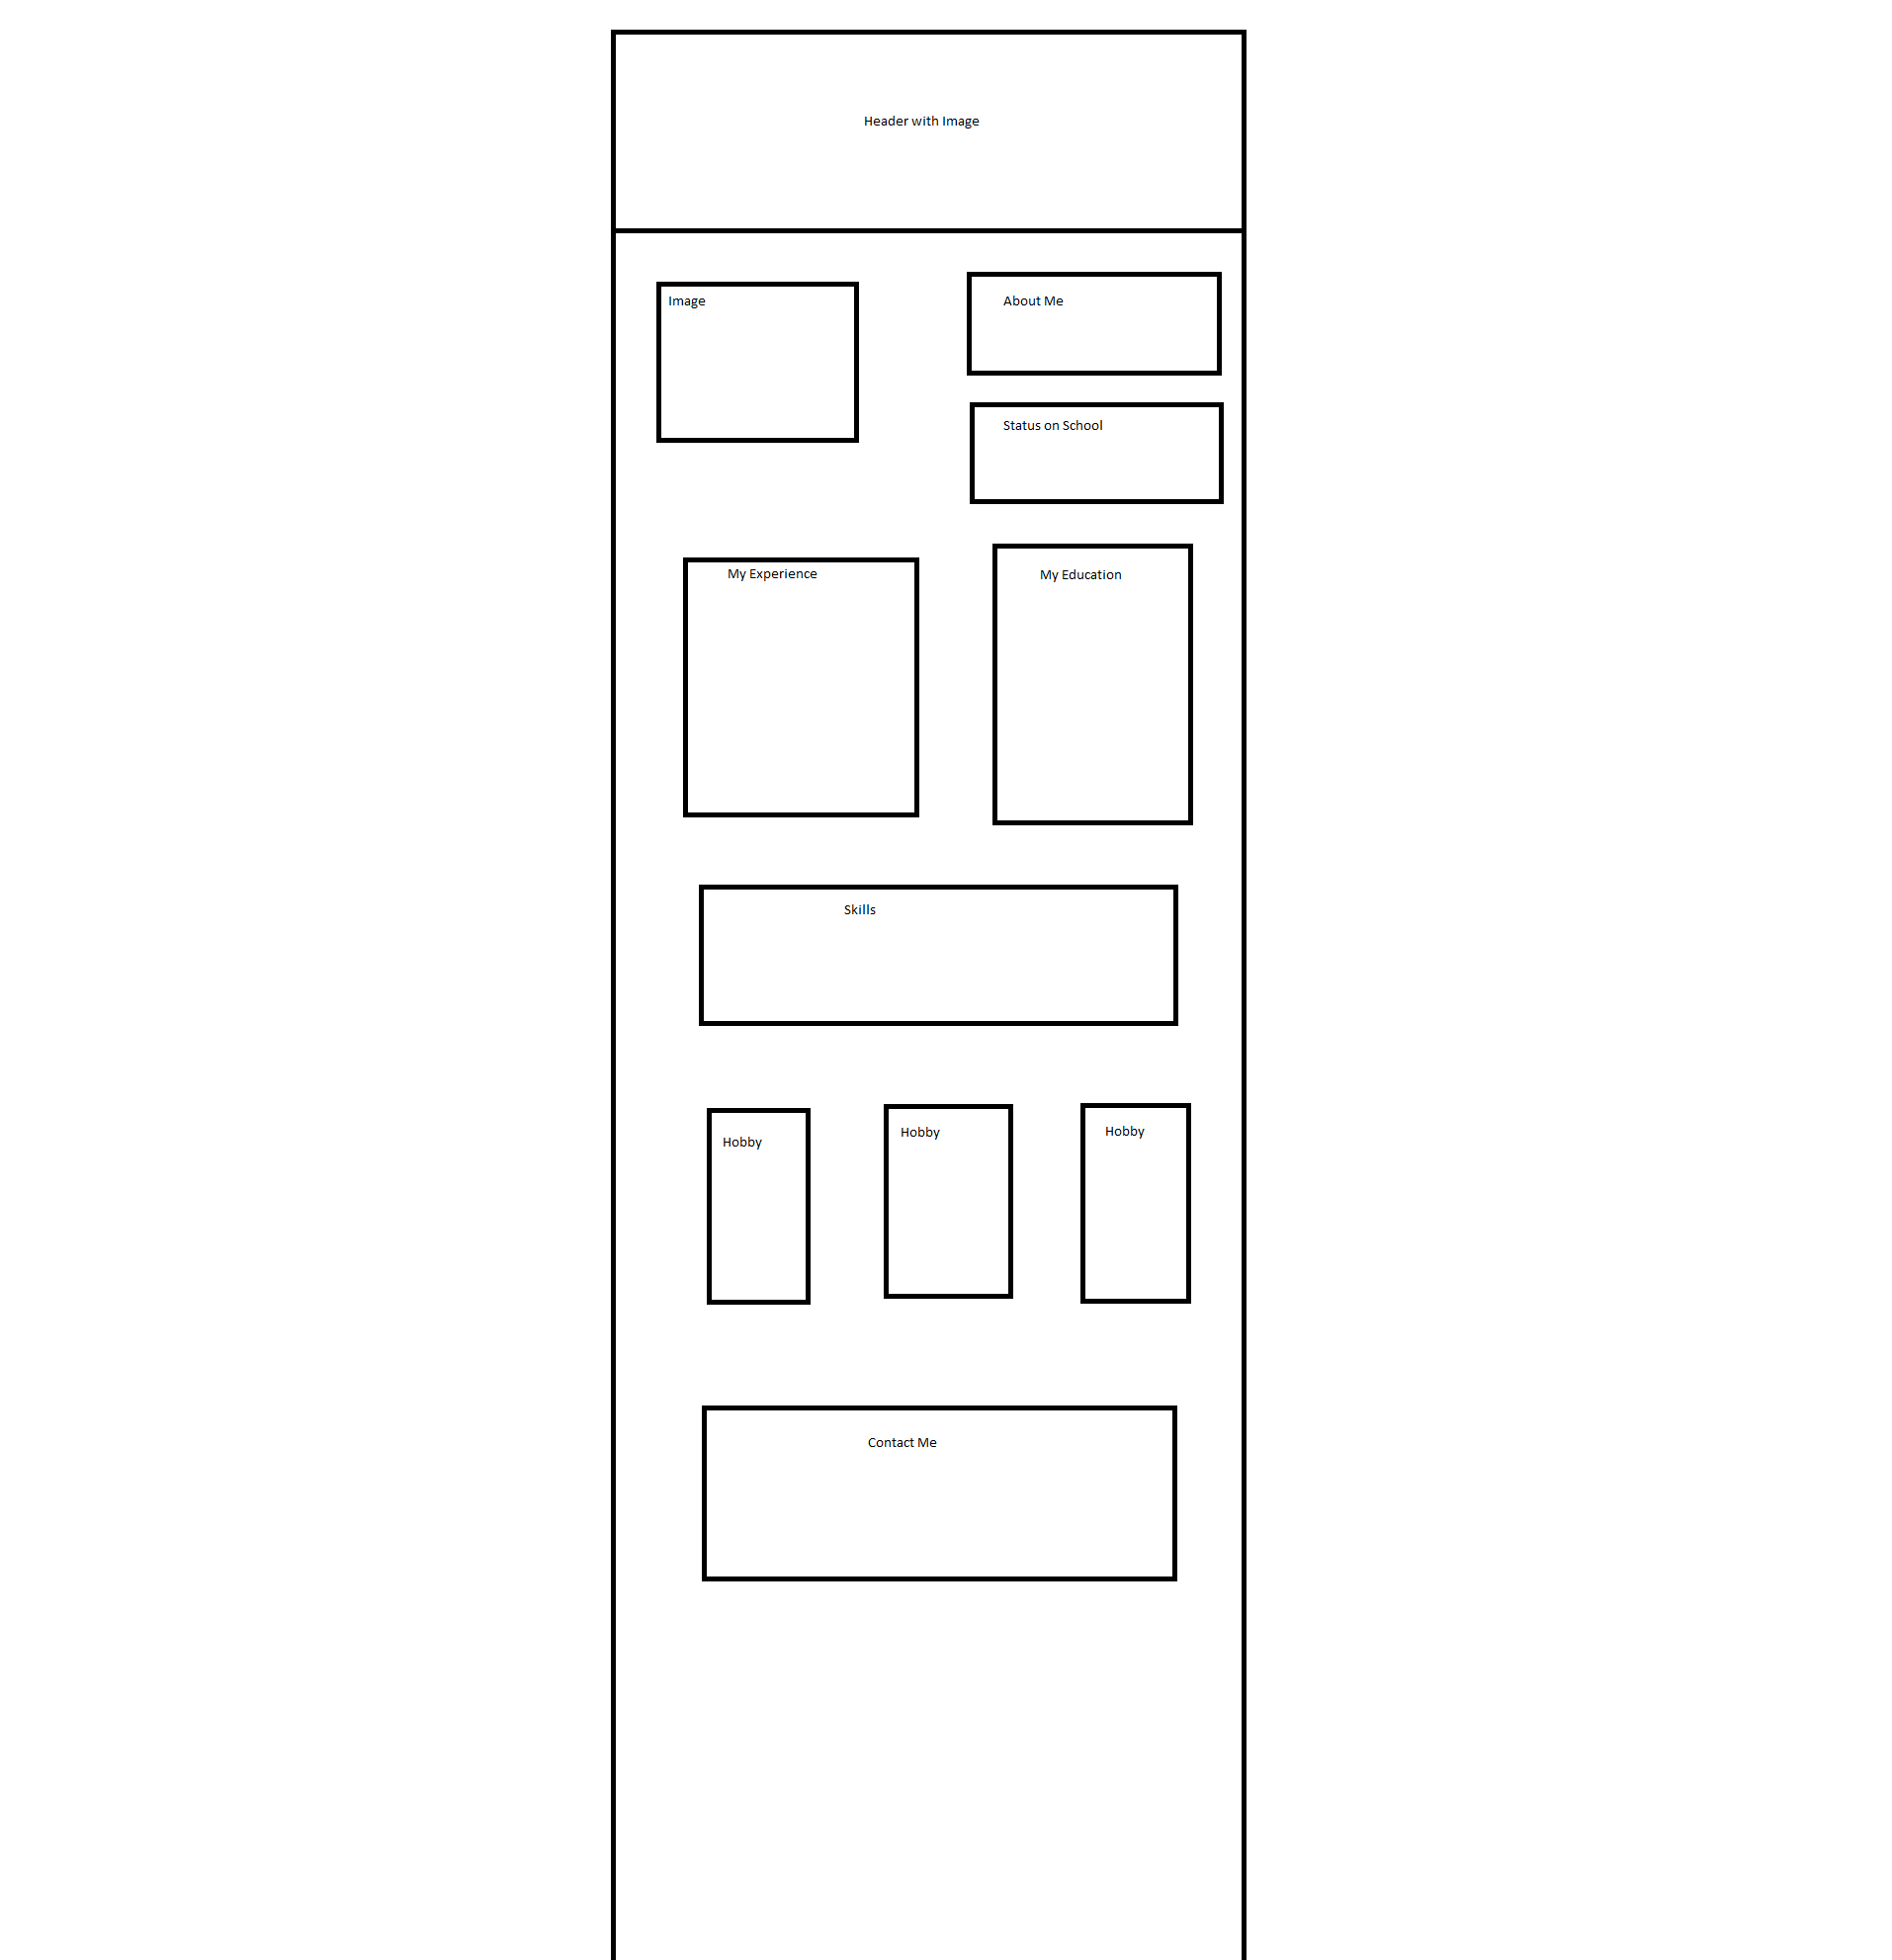 Header with Image
Image
About Me
Status on School
My Experience
My Education
Skills
Hobby
Hobby
Hobby
Contact Me